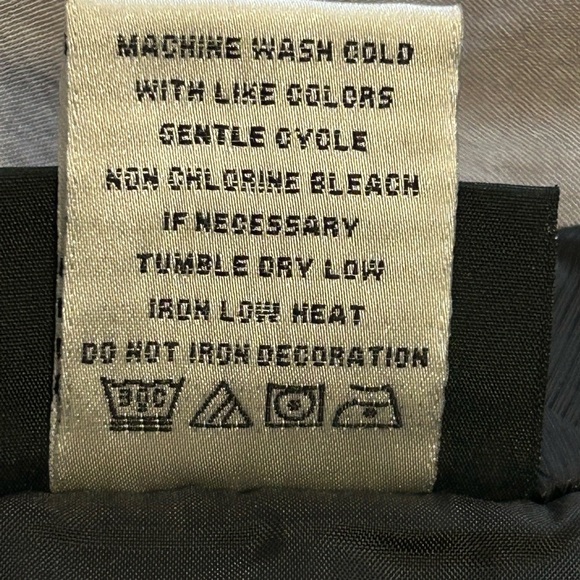 MACHINE WASH COLD
WITH LIKE COLORS
GENTLE CYCLE
NON CHLORINE BLEACH
IF NECESSARY
TUMBLE DRY LOW
IRON LOW HEAT
DO NOT IRON DECORATION
30C